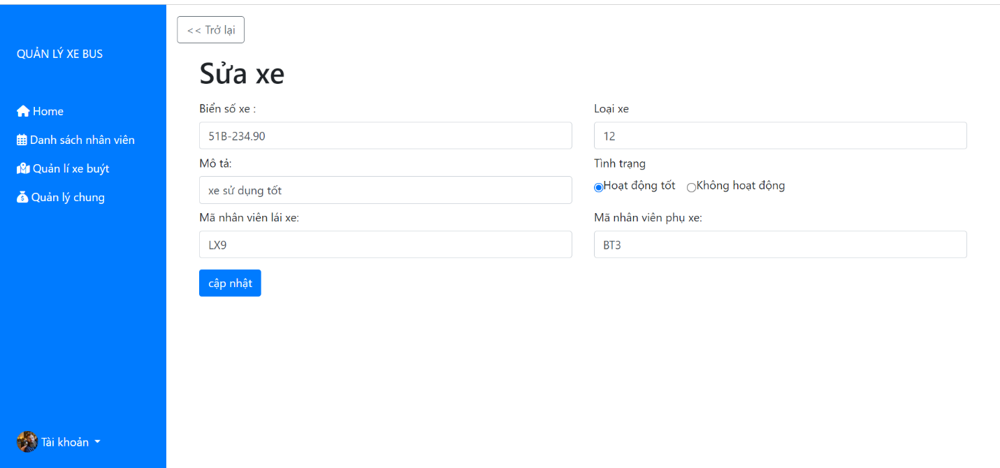 QUẢN LÝ XE BUS
Home
Danh sách nhân viên
Quản lí xe buýt
Quản lý chung
Tài khoản
<< Trở lại
Sửa xe
Biển số xe :
51B-234.90
Loại xe
12
Mô tả:
xe sử dụng tốt
Tình trạng
Hoạt động tốt Không hoạt động
Mã nhân viên lái xe:
LX9
Mã nhân viên phụ xe:
BT3
cập nhật